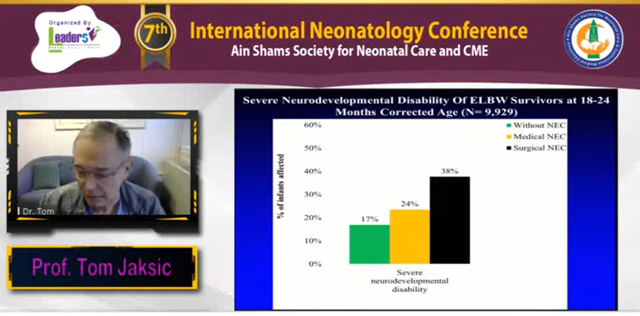 Organized By
Leaders
7th
International Neonatology Conference
Ain Shams Society for Neonatal Care and CME
Dr. Tom
Prof. Tom Jaksic
Severe Neurodevelopmental Disability Of ELBW Survivors at 18-24
Months Corrected Age (N= 9,929)
% of infants affected
60%
50%
40%
30%
20%
10%
0%
17%
24%
38%
Without NEC
Medical NEC
Surgical NEC
Severe
neurodevelopmental
disability